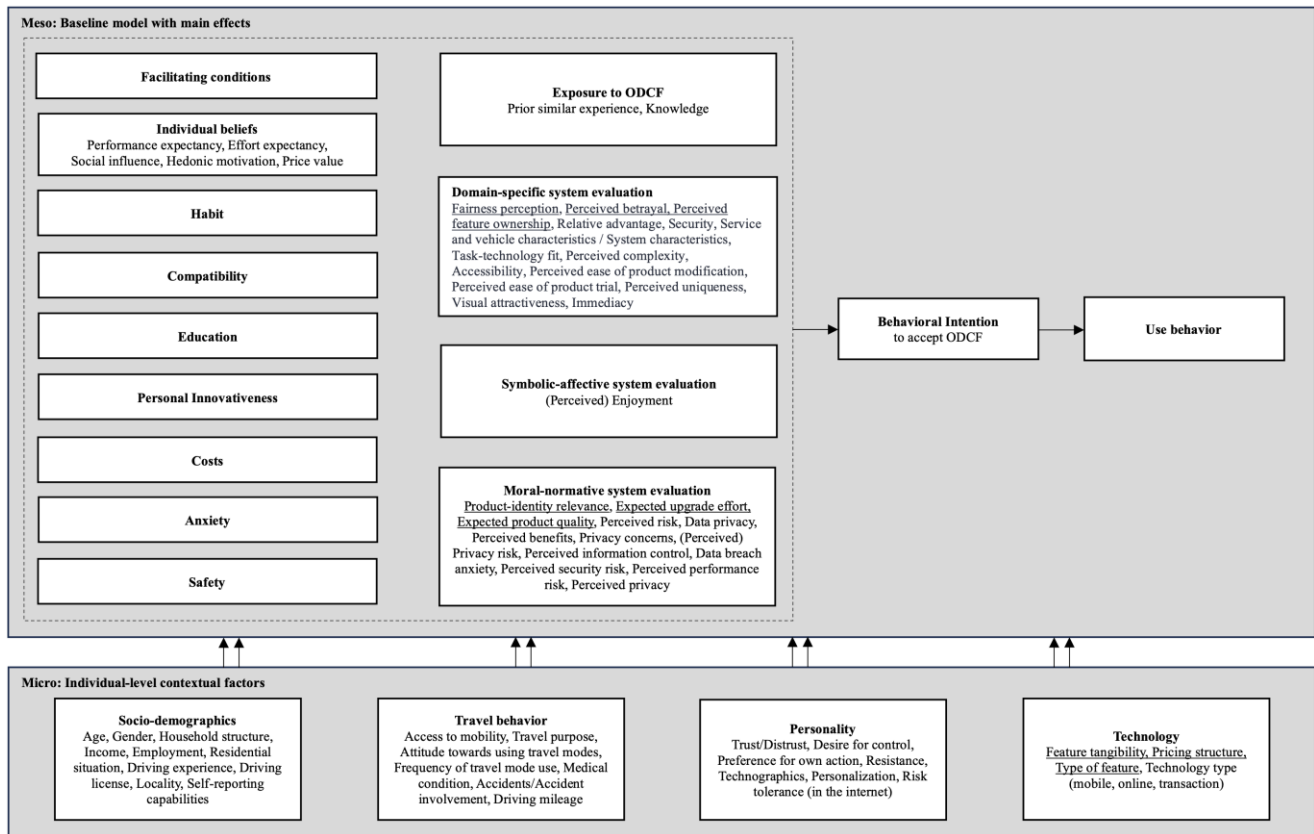 Meso: Baseline model with main effects
Facilitating conditions
Individual beliefs
Performance expectancy, Effort expectancy,
Social influence, Hedonic motivation, Price value
Habit
Compatibility
Education
Personal Innovativeness
Costs
Anxiety
Safety
Exposure to ODCF
Prior similar experience, Knowledge
Domain-specific system evaluation
Fairness perception, Perceived betrayal, Perceived
feature ownership, Relative advantage, Security, Service
and vehicle characteristics / System characteristics,
Task-technology fit, Perceived complexity,
Accessibility, Perceived ease of product modification,
Perceived ease of product trial, Perceived uniqueness,
Visual attractiveness, Immediacy
Symbolic-affective system evaluation
(Perceived) Enjoyment
Moral-normative system evaluation
Product-identity relevance, Expected upgrade effort,
Expected product quality, Perceived risk, Data privacy,
Perceived benefits, Privacy concerns, (Perceived)
Privacy risk, Perceived information control, Data breach
anxiety, Perceived security risk, Perceived performance
risk, Perceived privacy
Behavioral Intention
to accept ODCF
Use behavior
Micro: Individual-level contextual factors
Socio-demographics
Age, Gender, Household structure,
Income, Employment, Residential
situation, Driving experience, Driving
license, Locality, Self-reporting
capabilities
Travel behavior
Access to mobility, Travel purpose,
Attitude towards using travel modes,
Frequency of travel mode use, Medical
condition, Accidents/Accident
involvement, Driving mileage
Personality
Trust/Distrust, Desire for control,
Preference for own action, Resistance,
Technographics, Personalization, Risk
tolerance (in the internet)
Technology
Feature tangibility, Pricing structure,
Type of feature, Technology type
(mobile, online, transaction)